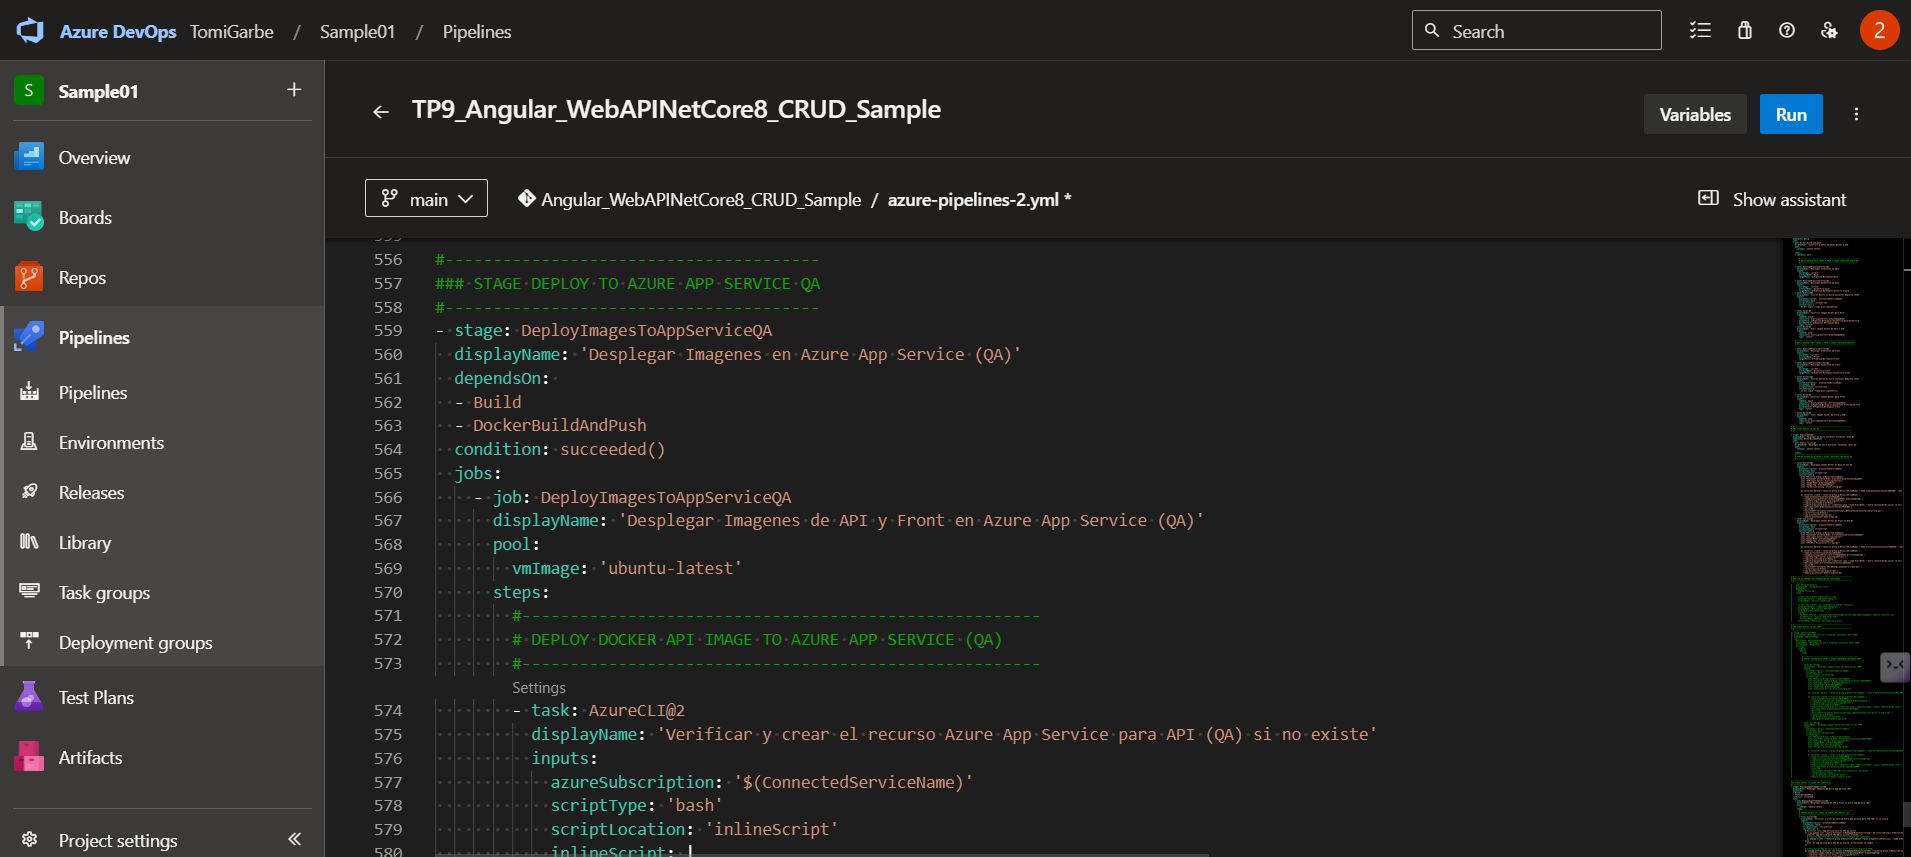 Azure DevOps TomiGarbe / Sample01 / Pipelines
Search
2
S Sample01 +
Overview
Boards
Repos
Pipelines
Pipelines
Environments
Releases
Library
Task groups
Deployment groups
Test Plans
Artifacts
Project settings
TP9_Angular_WebAPINetCore8_CRUD_Sample
Variables
Run
main
Angular_WebAPINetCore8_CRUD_Sample / azure-pipelines-2.yml *
Show assistant
556 #---------------------------------------
557 ### STAGE DEPLOY TO AZURE APP SERVICE QA
558 #---------------------------------------
559 - stage: DeployImagesToAppServiceQA
560 displayName: 'Desplegar Imagenes en Azure App Service (QA)'
561 dependsOn:
562 - Build
563 - DockerBuildAndPush
564 condition: succeeded()
565 jobs:
566 - job: DeployImagesToAppServiceQA
567 displayName: 'Desplegar Imagenes de API y Front en Azure App Service (QA)'
568 pool:
569 vmImage: 'ubuntu-latest'
570 steps:
571 #------------------------------------------------------
572 # DEPLOY DOCKER API IMAGE TO AZURE APP SERVICE (QA)
573 #------------------------------------------------------
Settings
574 - task: AzureCLI@2
575 displayName: 'Verificar y crear el recurso Azure App Service para API (QA) si no existe'
576 inputs:
577 azureSubscription: '$(ConnectedServiceName)'
578 scriptType: 'bash'
579 scriptLocation: 'inlineScript'
580 inlineScript: |